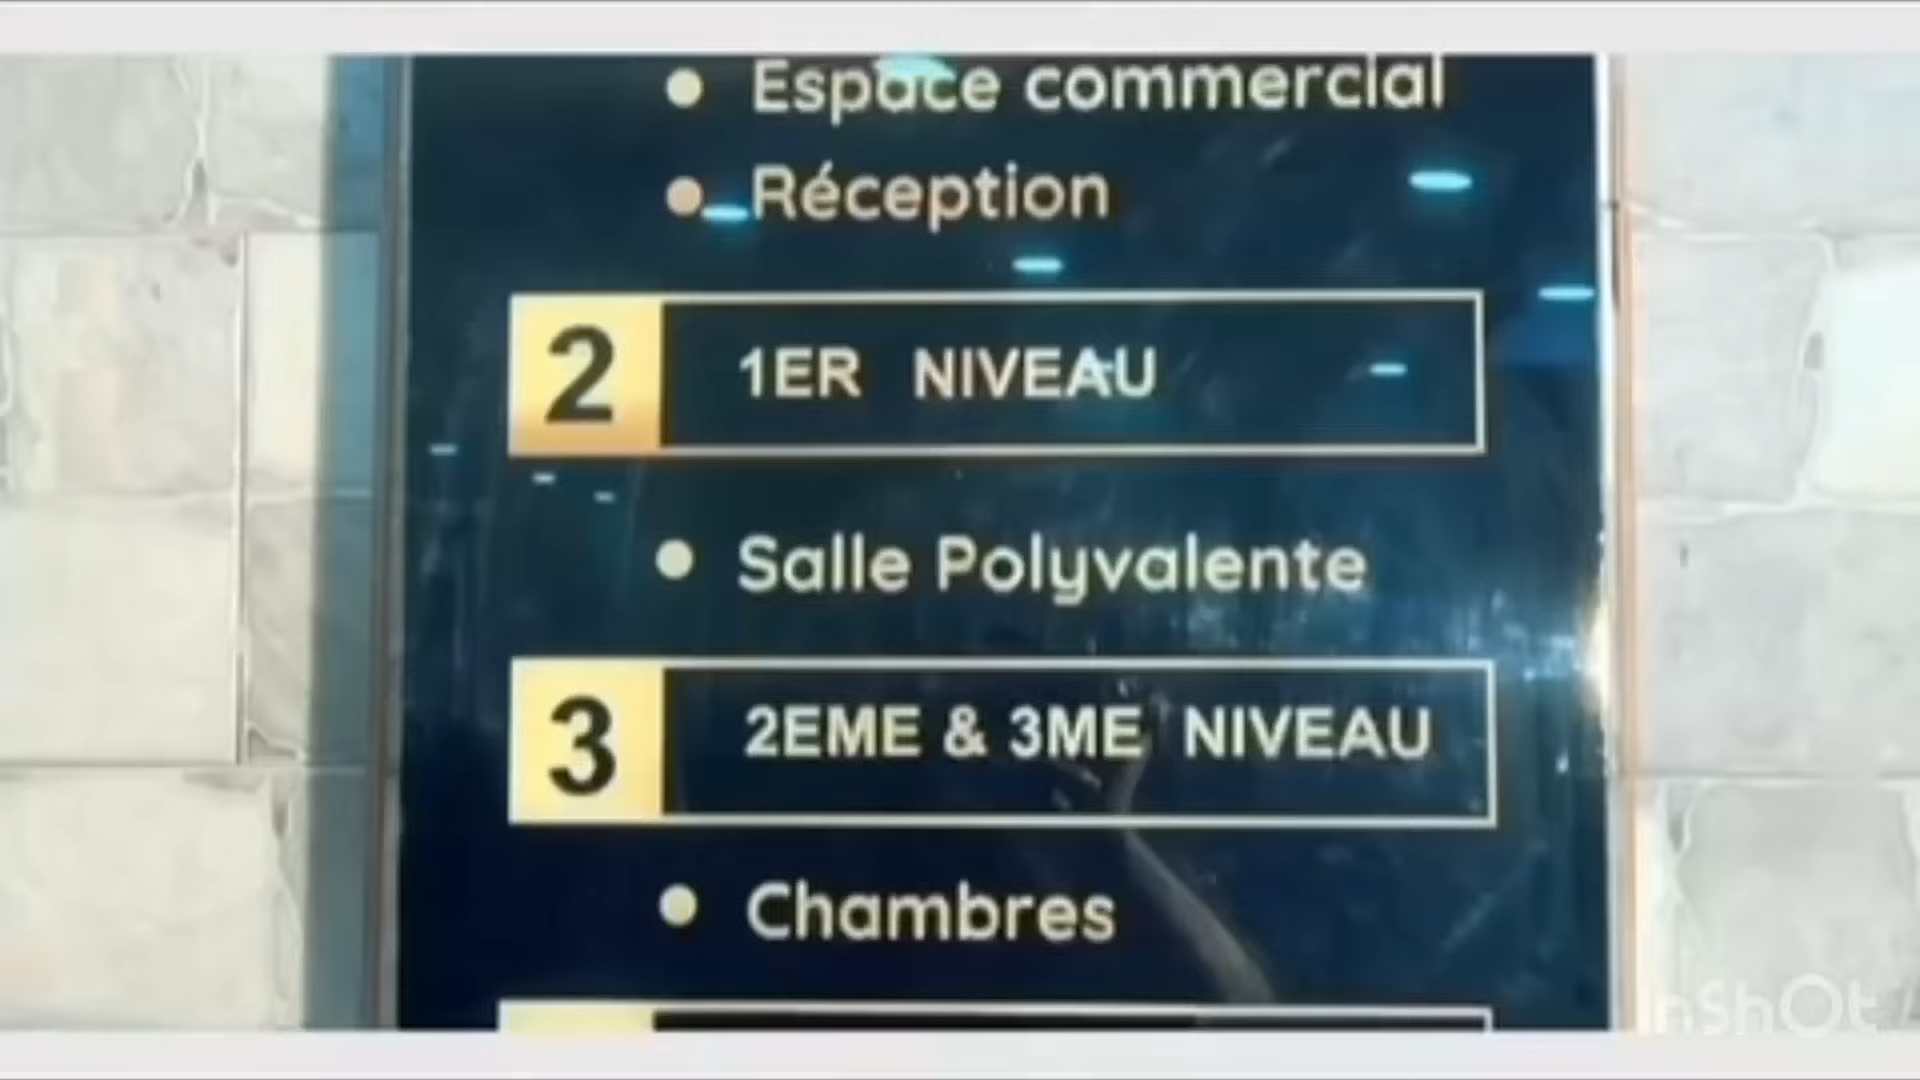 • Espace commercial
• Réception
2 1ER NIVEAU
• Salle Polyvalente
3 2EME & 3ME NIVEAU
• Chambres
InShOt